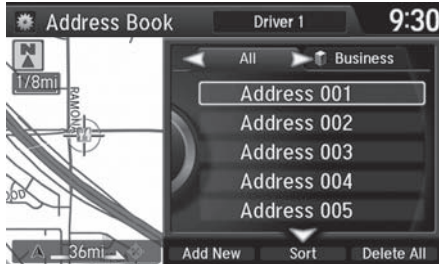 Address Book
Driver 1
9:30
N
1/8mi
All
Business
RAMONO
Address 001
Address 002
Address 003
Address 004
Address 005
36mi
Add New
Sort
Delete All